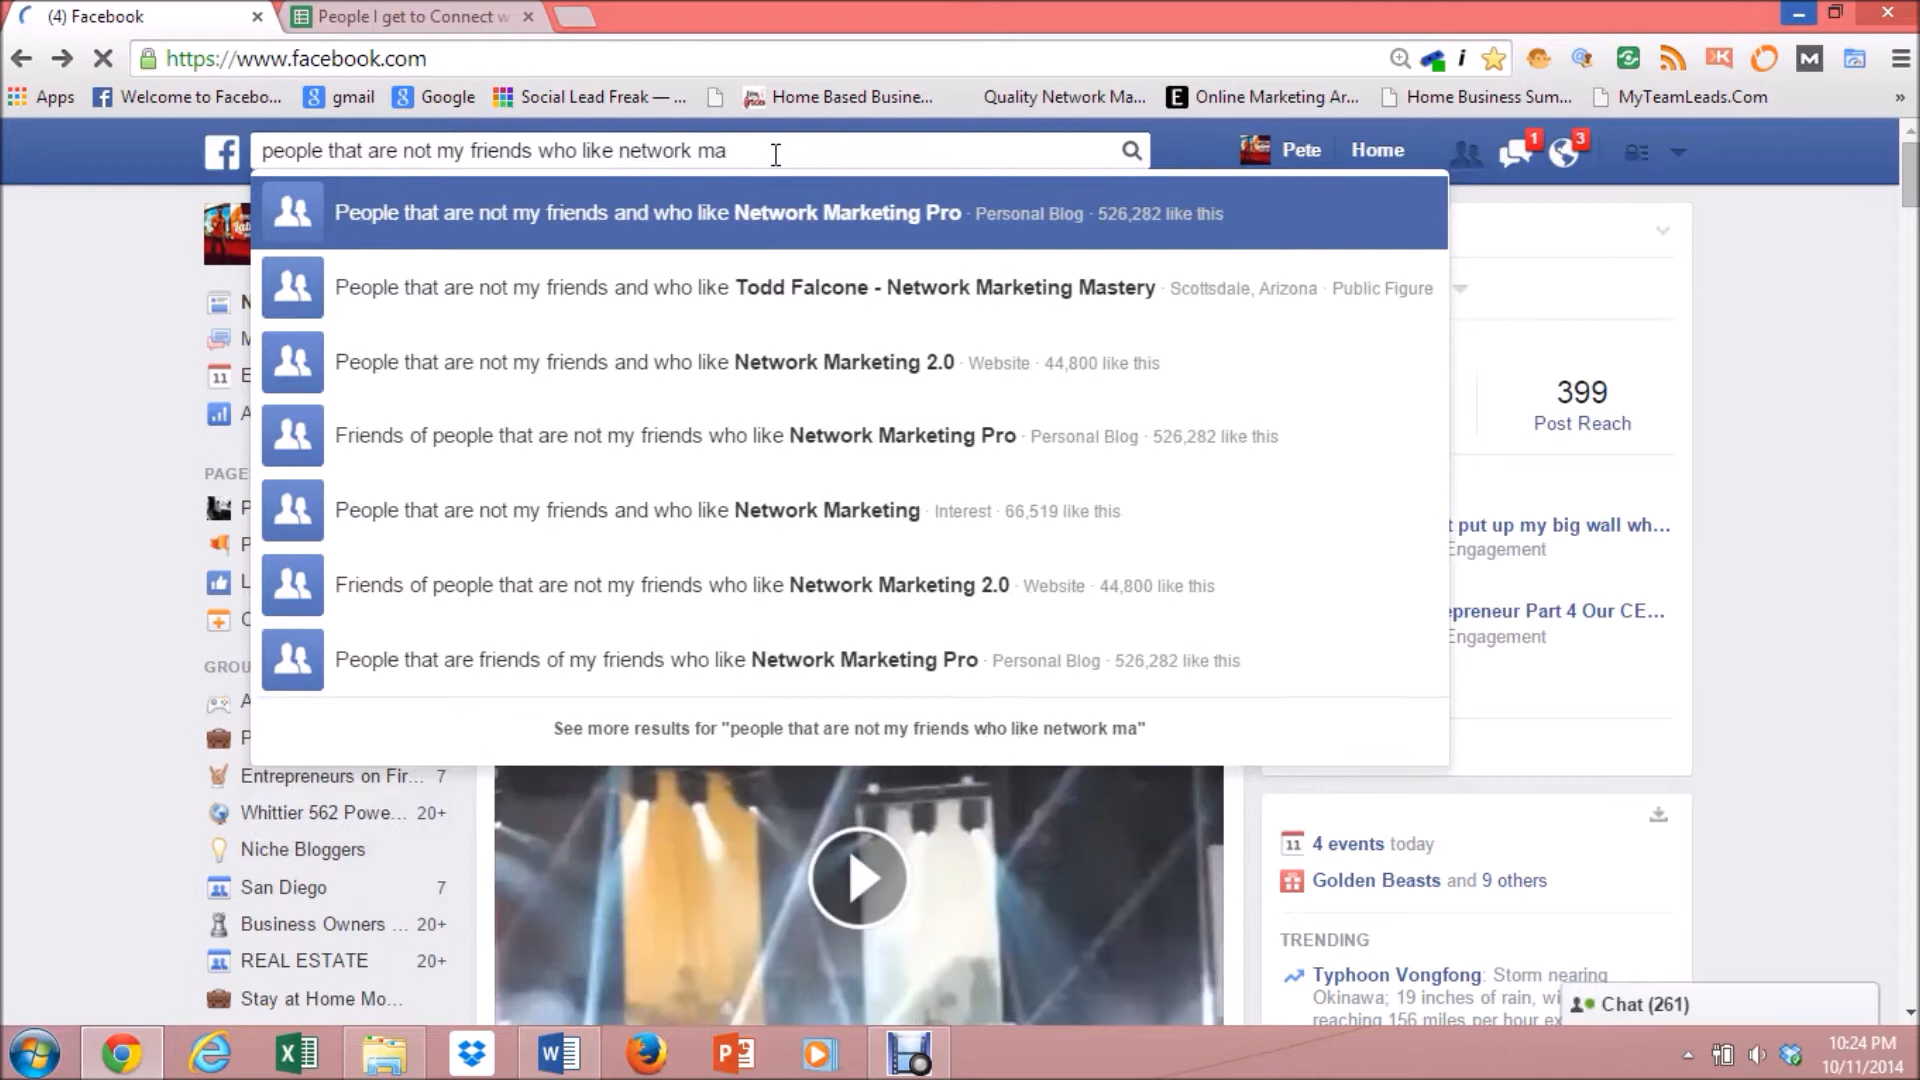 (4) Facebook
People I get to Connect w
https://www.facebook.com
Apps
Welcome to Facebo...
gmail
Google
Social Lead Freak — ...
Home Based Busine...
Quality Network Ma...
Online Marketing Ar...
Home Business Sum...
MyTeamLeads.Com
»
people that are not my friends who like network ma
Pete
Home
1
3
People that are not my friends and who like Network Marketing Pro · Personal Blog · 526,282 like this
People that are not my friends and who like Todd Falcone - Network Marketing Mastery · Scottsdale, Arizona · Public Figure
People that are not my friends and who like Network Marketing 2.0 · Website · 44,800 like this
Friends of people that are not my friends who like Network Marketing Pro · Personal Blog · 526,282 like this
People that are not my friends and who like Network Marketing · Interest · 66,519 like this
Friends of people that are not my friends who like Network Marketing 2.0 · Website · 44,800 like this
People that are friends of my friends who like Network Marketing Pro · Personal Blog · 526,282 like this
See more results for "people that are not my friends who like network ma"
N
M
11 E
A
PAGE
P
P
L
C
GROU
A
P
Entrepreneurs on Fir... 7
Whittier 562 Powe... 20+
Niche Bloggers
San Diego 7
Business Owners ... 20+
REAL ESTATE 20+
Stay at Home Mo...
399
Post Reach
t put up my big wall wh...
Engagement
epreneur Part 4 Our CE...
Engagement
11 4 events today
Golden Beasts and 9 others
TRENDING
Typhoon Vongfong: Storm nearing
Okinawa; 19 inches of rain, wi
reaching 156 miles per hour ex
Chat (261)
10:24 PM
10/11/2014